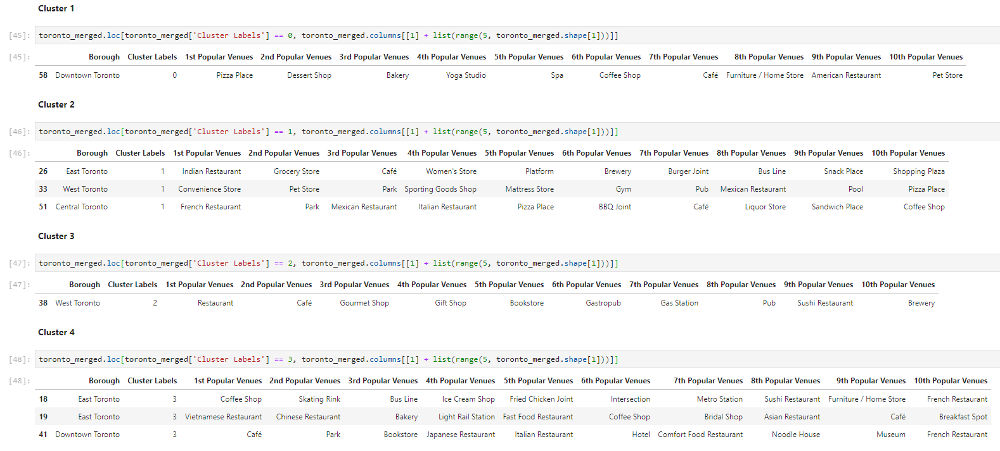 Cluster 1
[45]: toronto_merged.loc[toronto_merged['Cluster Labels'] == 0, toronto_merged.columns[[1] + list(range(5, toronto_merged.shape[1]))]]
[45]: Borough Cluster Labels 1st Popular Venues 2nd Popular Venues 3rd Popular Venues 4th Popular Venues 5th Popular Venues 6th Popular Venues 7th Popular Venues 8th Popular Venues 9th Popular Venues 10th Popular Venues
58 Downtown Toronto 0 Pizza Place Dessert Shop Bakery Yoga Studio Spa Coffee Shop Café Furniture / Home Store American Restaurant Pet Store
Cluster 2
[46]: toronto_merged.loc[toronto_merged['Cluster Labels'] == 1, toronto_merged.columns[[1] + list(range(5, toronto_merged.shape[1]))]]
[46]: Borough Cluster Labels 1st Popular Venues 2nd Popular Venues 3rd Popular Venues 4th Popular Venues 5th Popular Venues 6th Popular Venues 7th Popular Venues 8th Popular Venues 9th Popular Venues 10th Popular Venues
26 East Toronto 1 Indian Restaurant Grocery Store Café Women's Store Platform Brewery Burger Joint Bus Line Snack Place Shopping Plaza
33 West Toronto 1 Convenience Store Pet Store Park Sporting Goods Shop Mattress Store Gym Pub Mexican Restaurant Pool Pizza Place
51 Central Toronto 1 French Restaurant Park Mexican Restaurant Italian Restaurant Pizza Place BBQ Joint Café Liquor Store Sandwich Place Coffee Shop
Cluster 3
[47]: toronto_merged.loc[toronto_merged['Cluster Labels'] == 2, toronto_merged.columns[[1] + list(range(5, toronto_merged.shape[1]))]]
[47]: Borough Cluster Labels 1st Popular Venues 2nd Popular Venues 3rd Popular Venues 4th Popular Venues 5th Popular Venues 6th Popular Venues 7th Popular Venues 8th Popular Venues 9th Popular Venues 10th Popular Venues
38 West Toronto 2 Restaurant Café Gourmet Shop Gift Shop Bookstore Gastropub Gas Station Pub Sushi Restaurant Brewery
Cluster 4
[48]: toronto_merged.loc[toronto_merged['Cluster Labels'] == 3, toronto_merged.columns[[1] + list(range(5, toronto_merged.shape[1]))]]
[48]: Borough Cluster Labels 1st Popular Venues 2nd Popular Venues 3rd Popular Venues 4th Popular Venues 5th Popular Venues 6th Popular Venues 7th Popular Venues 8th Popular Venues 9th Popular Venues 10th Popular Venues
18 East Toronto 3 Coffee Shop Skating Rink Bus Line Ice Cream Shop Fried Chicken Joint Intersection Metro Station Sushi Restaurant Furniture / Home Store French Restaurant
19 East Toronto 3 Vietnamese Restaurant Chinese Restaurant Bakery Light Rail Station Fast Food Restaurant Coffee Shop Bridal Shop Asian Restaurant Café Breakfast Spot
41 Downtown Toronto 3 Café Park Bookstore Japanese Restaurant Italian Restaurant Hotel Comfort Food Restaurant Noodle House Museum French Restaurant